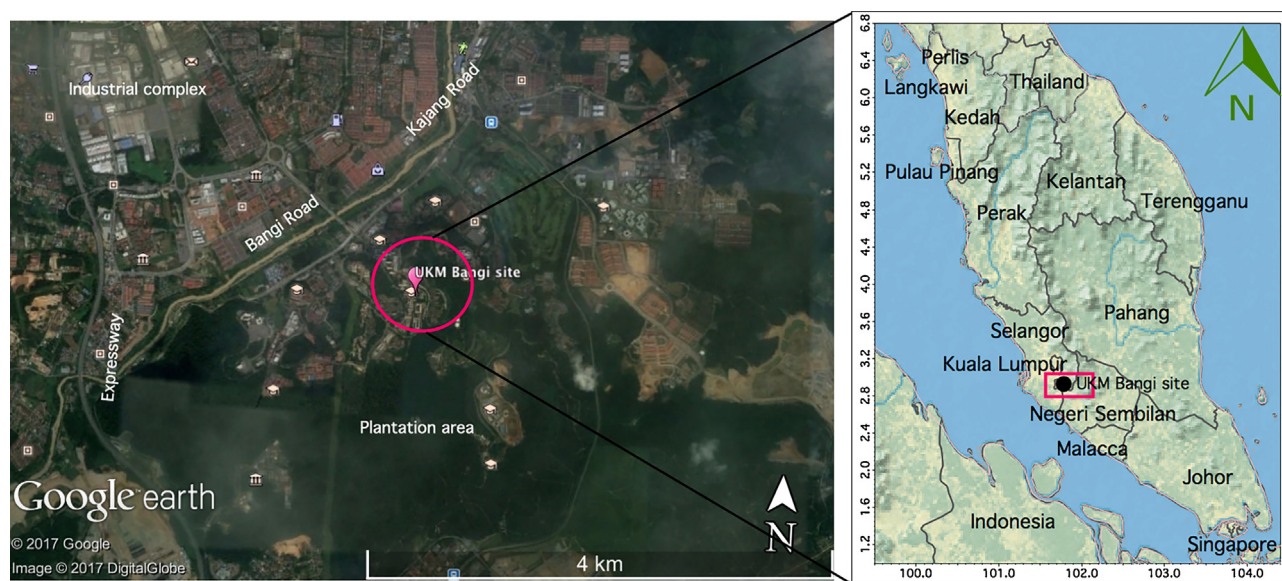 Industrial complex
Kajang Road
Bangi Road
UKM Bangi site
Expressway
Plantation area
Google earth
© 2017 Google
Image © 2017 DigitalGlobe
N
4 km
6.8
6.4
6.0
5.6
5.2
4.8
4.4
4.0
3.6
3.2
2.8
2.4
2.0
1.6
1.2
Perlis
Langkawi
Thailand
Kedah
Pulau Pinang
Kelantan
Terengganu
Perak
Pahang
Selangor
Kuala Lumpur
UKM Bangi site
Negeri Sembilan
Malacca
Johor
Indonesia
Singapore
N
100.0 101.0 102.0 103.0 104.0